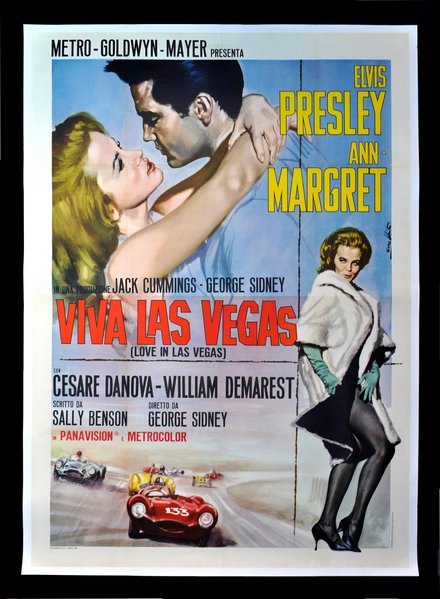 METRO-GOLDWYN-MAYER PRESENTA
ELVIS
PRESLEY
ANN-
MARGRET
IN UNA PRODUZIONE JACK CUMMINGS - GEORGE SIDNEY
VIVA LAS VEGAS
(LOVE IN LAS VEGAS)
CON
CESARE DANOVA-WILLIAM DEMAREST
SCRITTO DA
SALLY BENSON
DIRETTO DA
GEORGE SIDNEY
IN PANAVISION® E METROCOLOR
133